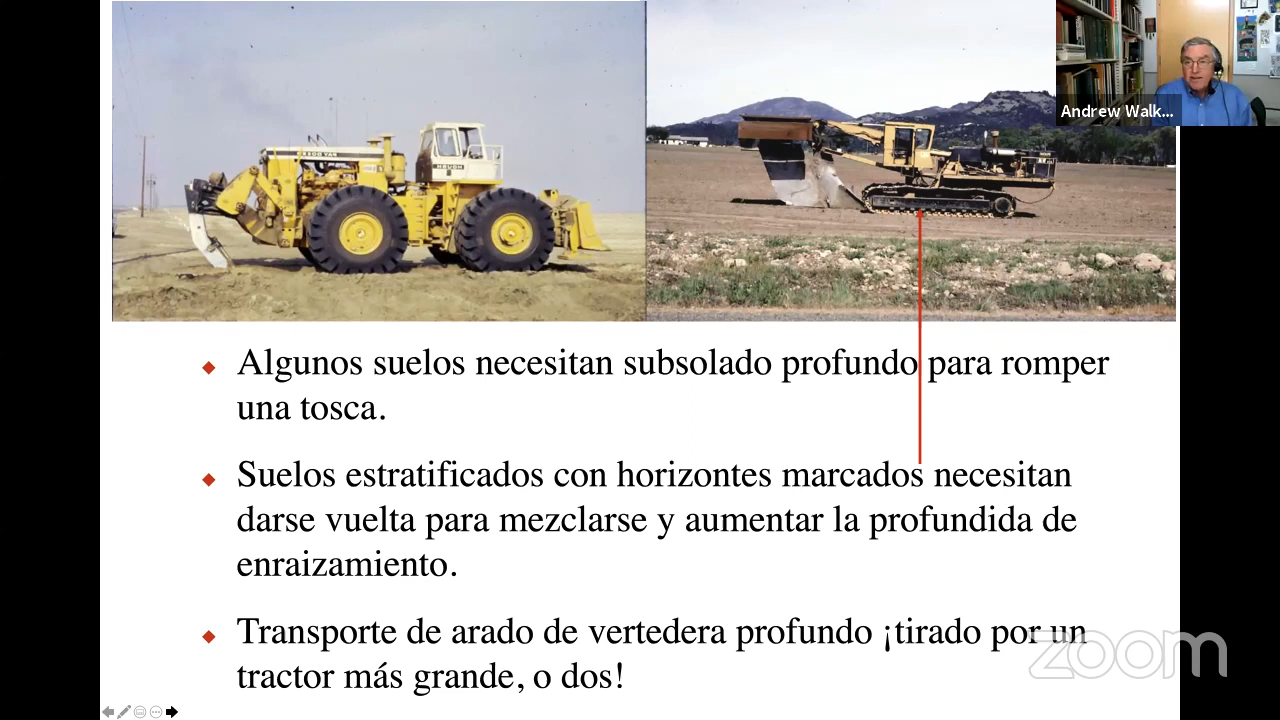 Andrew Walk...
HOUGH
Algunos suelos necesitan subsolado profundo para romper
una tosca.
Suelos estratificados con horizontes marcados necesitan
darse vuelta para mezclarse y aumentar la profundida de
enraizamiento.
Transporte de arado de vertedera profundo ¡tirado por un
tractor más grande, o dos!
zoom